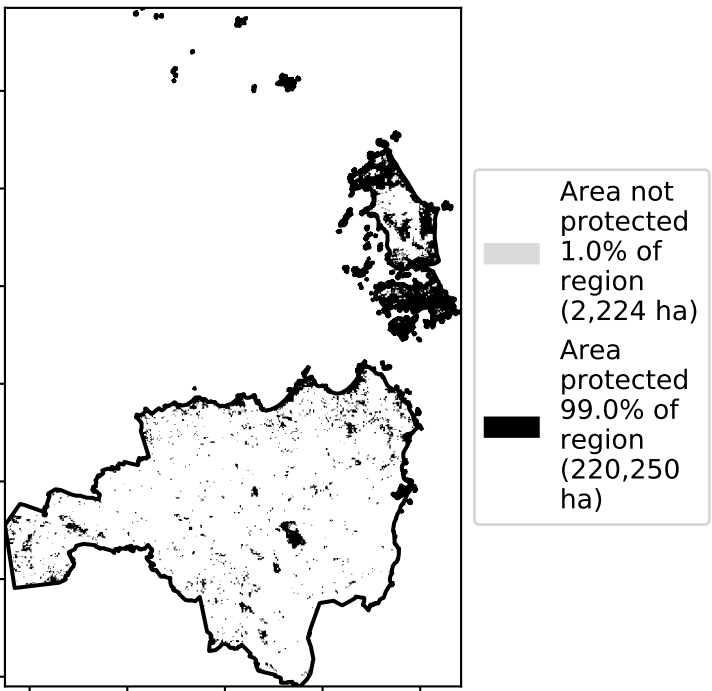 Area not
protected
1.0% of
region
(2,224 ha)
Area
protected
99.0% of
region
(220,250
ha)